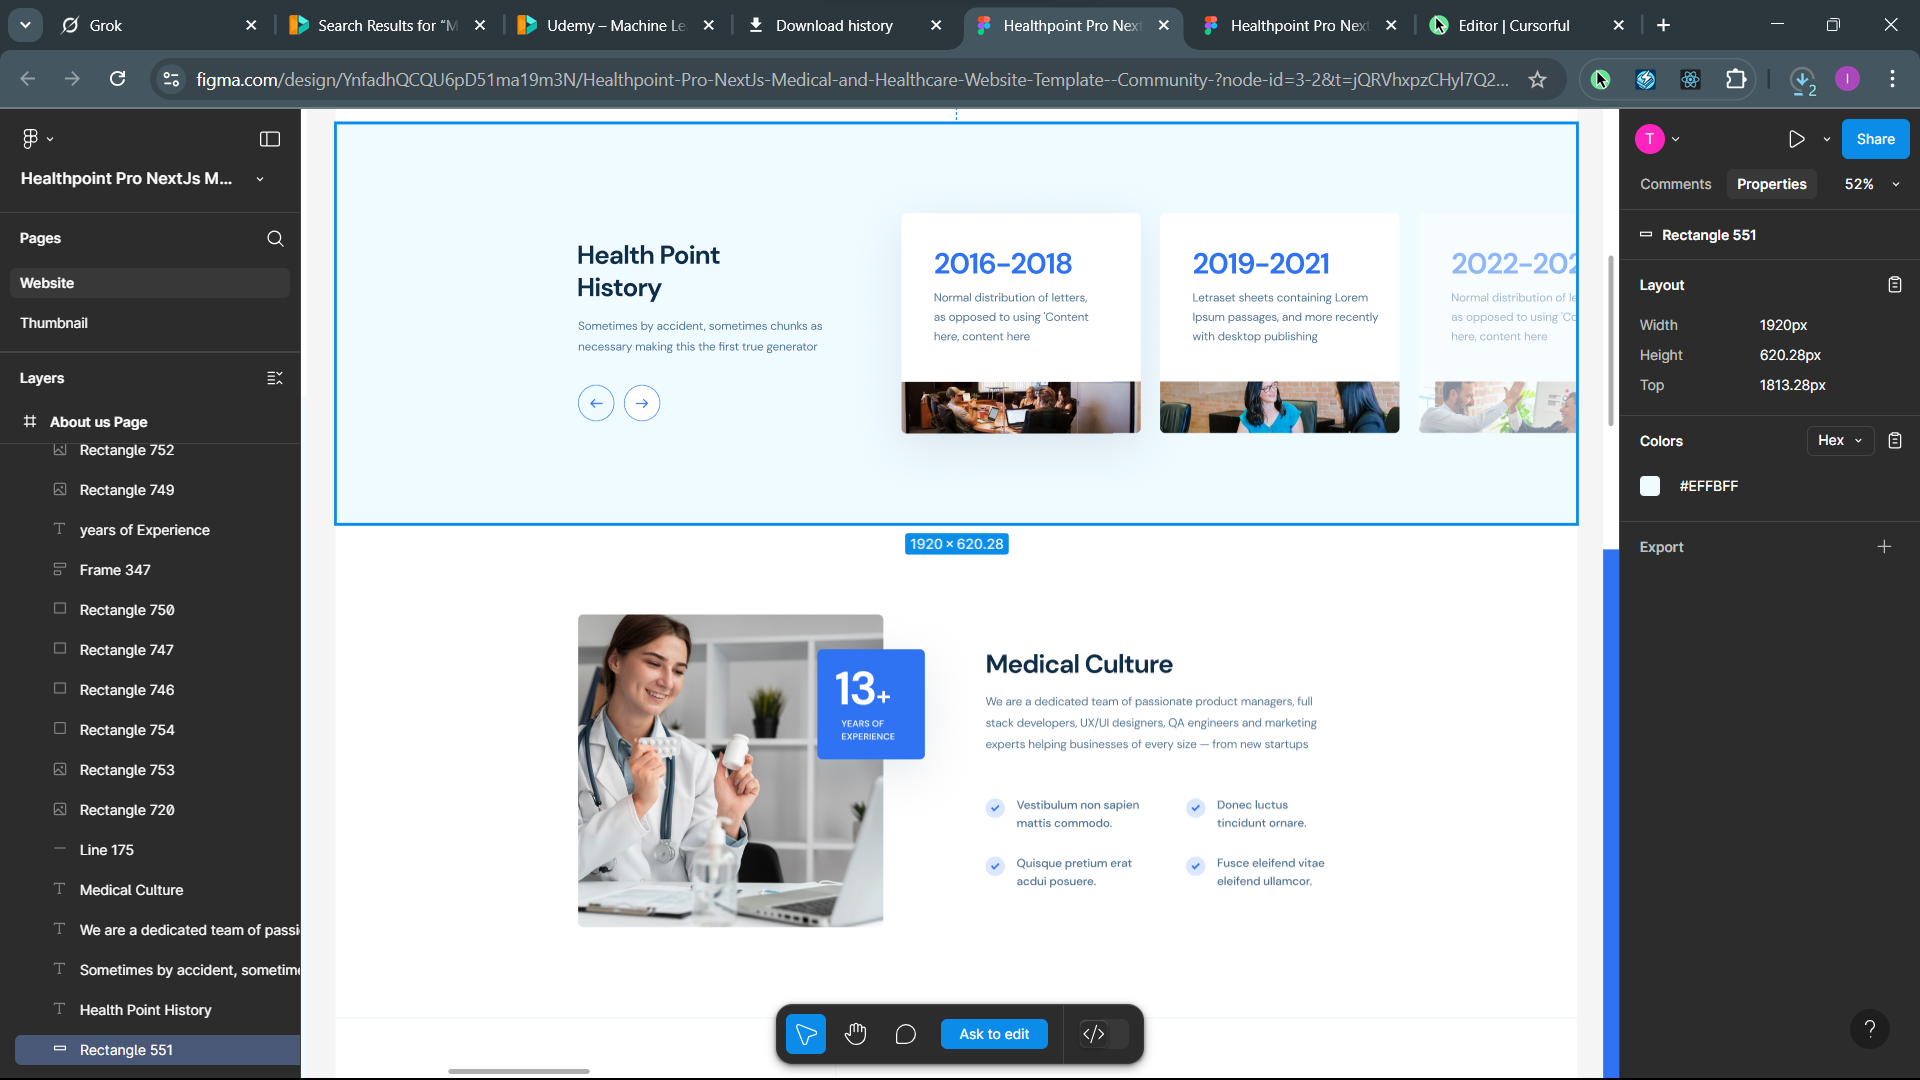 Grok
Search Results for “M
Udemy – Machine Le
Download history
Healthpoint Pro Next
Healthpoint Pro Next
Editor | Cursorful
figma.com/design/YnfadhQCQU6pD51ma19m3N/Healthpoint-Pro-NextJs-Medical-and-Healthcare-Website-Template--Community-?node-id=3-2&t=jQRVhxpzCHyI7Q2...
2
I
Healthpoint Pro NextJs M...
Pages
Website
Thumbnail
Layers
About us Page
Rectangle 752
Rectangle 749
years of Experience
Frame 347
Rectangle 750
Rectangle 747
Rectangle 746
Rectangle 754
Rectangle 753
Rectangle 720
Line 175
Medical Culture
We are a dedicated team of passi
Sometimes by accident, sometim
Health Point History
Rectangle 551
Health Point
History
Sometimes by accident, sometimes chunks as
necessary making this the first true generator
2016–2018
Normal distribution of letters,
as opposed to using 'Content
here, content here
2019–2021
Letraset sheets containing Lorem
Ipsum passages, and more recently
with desktop publishing
2022–202
Normal distribution of le
as opposed to using 'Co
here, content here
1920 × 620.28
13+
YEARS OF
EXPERIENCE
Medical Culture
We are a dedicated team of passionate product managers, full
stack developers, UX/UI designers, QA engineers and marketing
experts helping businesses of every size — from new startups
Vestibulum non sapien
mattis commodo.
Donec luctus
tincidunt ornare.
Quisque pretium erat
acdui posuere.
Fusce eleifend vitae
eleifend ullamcor.
Ask to edit
T
Share
Comments
Properties
52%
Rectangle 551
Layout
Width
1920px
Height
620.28px
Top
1813.28px
Colors
Hex
#EFFBFF
Export
?